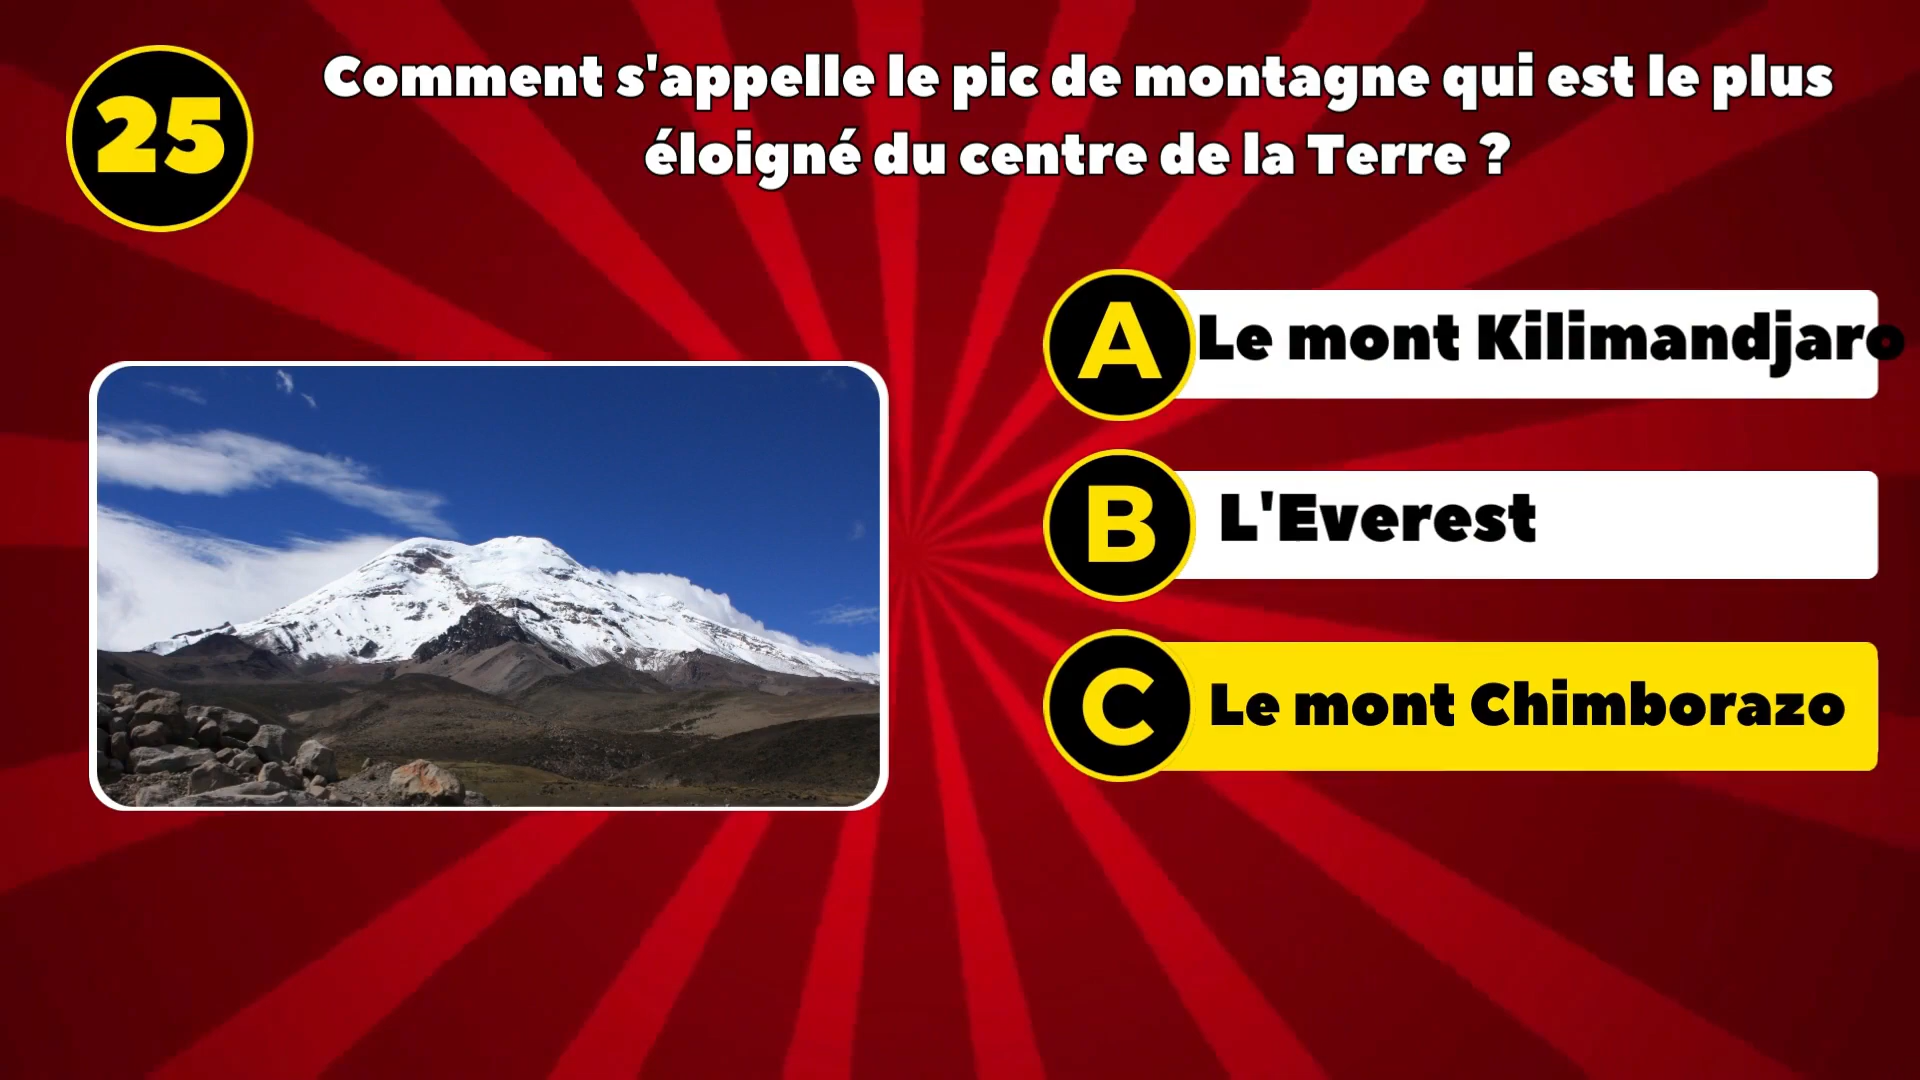 25
Comment s'appelle le pic de montagne qui est le plus
éloigné du centre de la Terre ?
A Le mont Kilimandjaro
B L'Everest
C Le mont Chimborazo